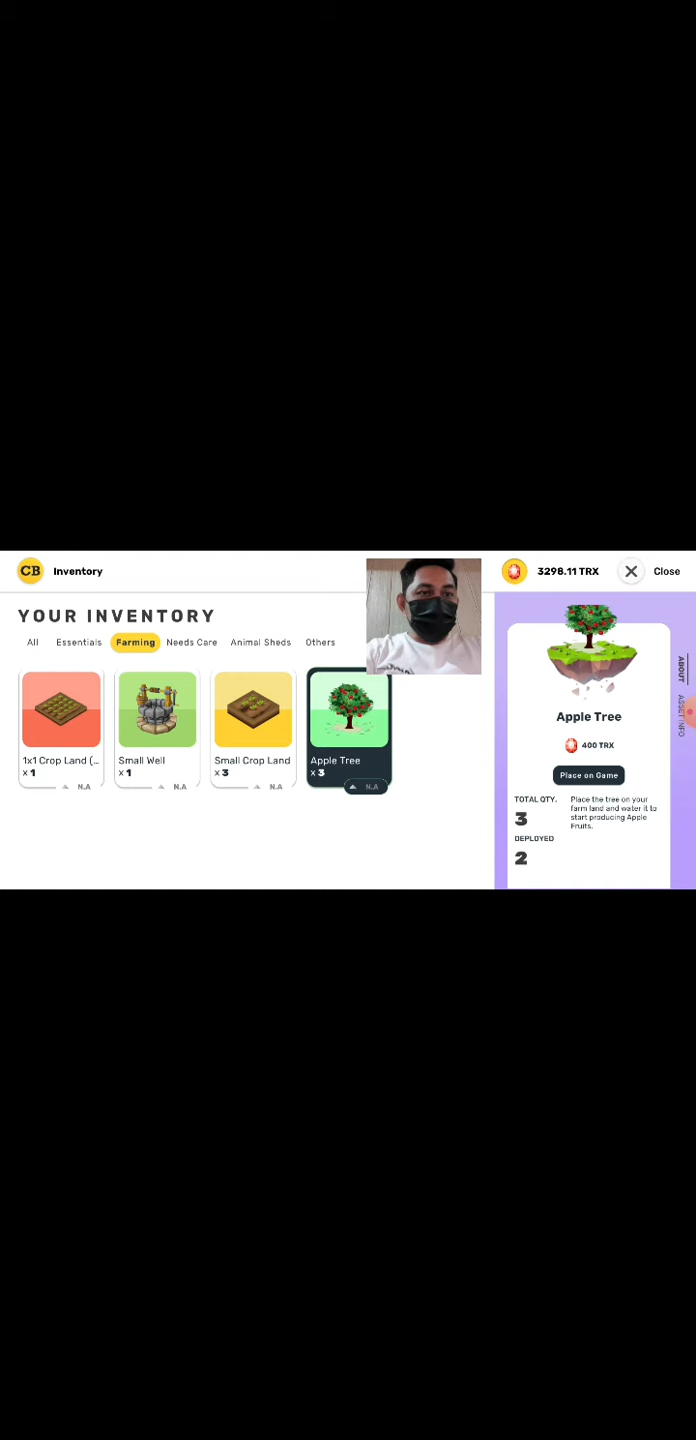 CB Inventory
3298.11 TRX
Close
YOUR INVENTORY
All Essentials Farming Needs Care Animal Sheds Others
1x1 Crop Land (...
x 1
N.A
Small Well
x 1
N.A
Small Crop Land
x 3
N.A
Apple Tree
x 3
N.A
Apple Tree
400 TRX
Place on Game
TOTAL QTY.
3
DEPLOYED
2
Place the tree on your
farm land and water it to
start producing Apple
Fruits.
ABOUT
ASSET INFO